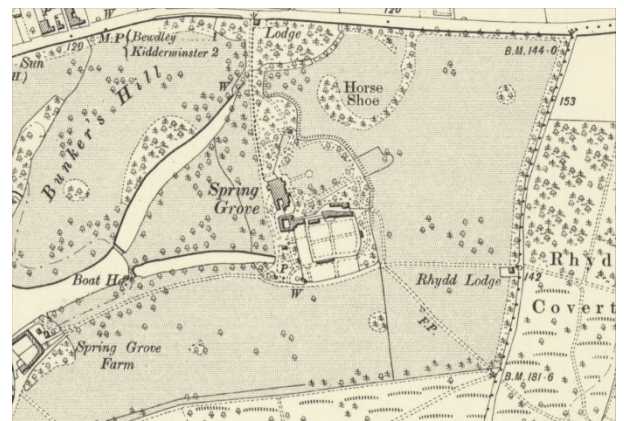 120
120
M.P { Bewdley 1
Kidderminster 2
Lodge
B.M. 144·0
Sun
H.)
120
W
153
Horse
Shoe
Bunker's Hill
Spring
Grove
Rhyd
Boat Ho.
P
W
Rhydd Lodge
142
Covert
F.P.
Spring Grove
Farm
B.M. 181·6